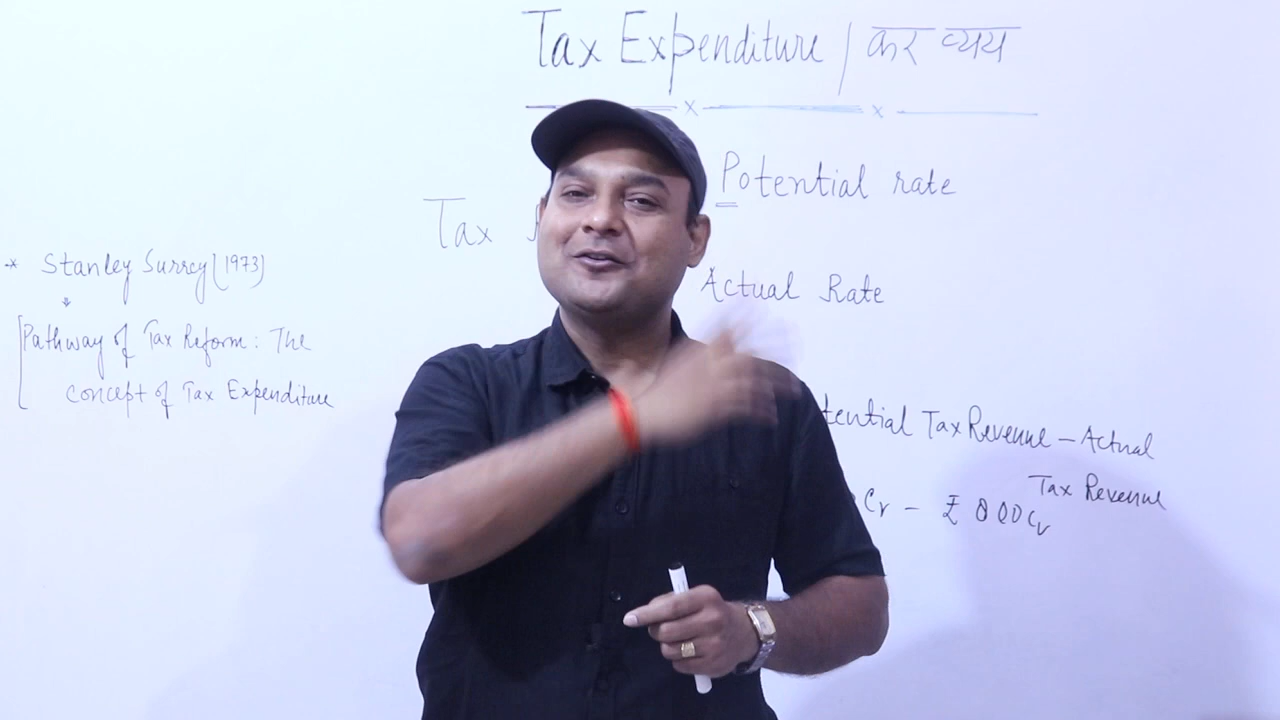 Tax Expenditure / कर व्यय
Potential rate
Tax
Actual Rate
* Stanley Surrey (1973)
[Pathway of Tax Reform: The
concept of Tax Expenditure
tential Tax Revenue – Actual
Tax Revenue
Cr – ₹ 800 Cr